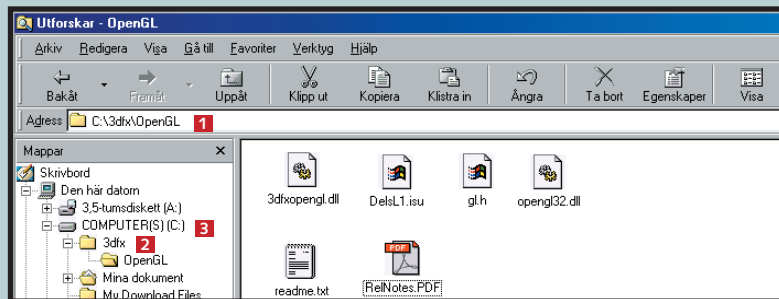 Utforskar - OpenGL
Arkiv Redigera Visa Gå till Favoriter Verktyg Hjälp
Bakåt Framåt Uppåt Klipp ut Kopiera Klistra in Ångra Ta bort Egenskaper Visa
Adress C:\3dfx\OpenGL 1
Mappar
Skrivbord
Den här datorn
3,5-tumsdiskett (A:)
COMPUTER(S) (C:) 3
3dfx 2
OpenGL
Mina dokument
My Download Files
3dfxopengl.dll DelsL1.isu gl.h opengl32.dll
PDF
readme.txt RelNotes.PDF